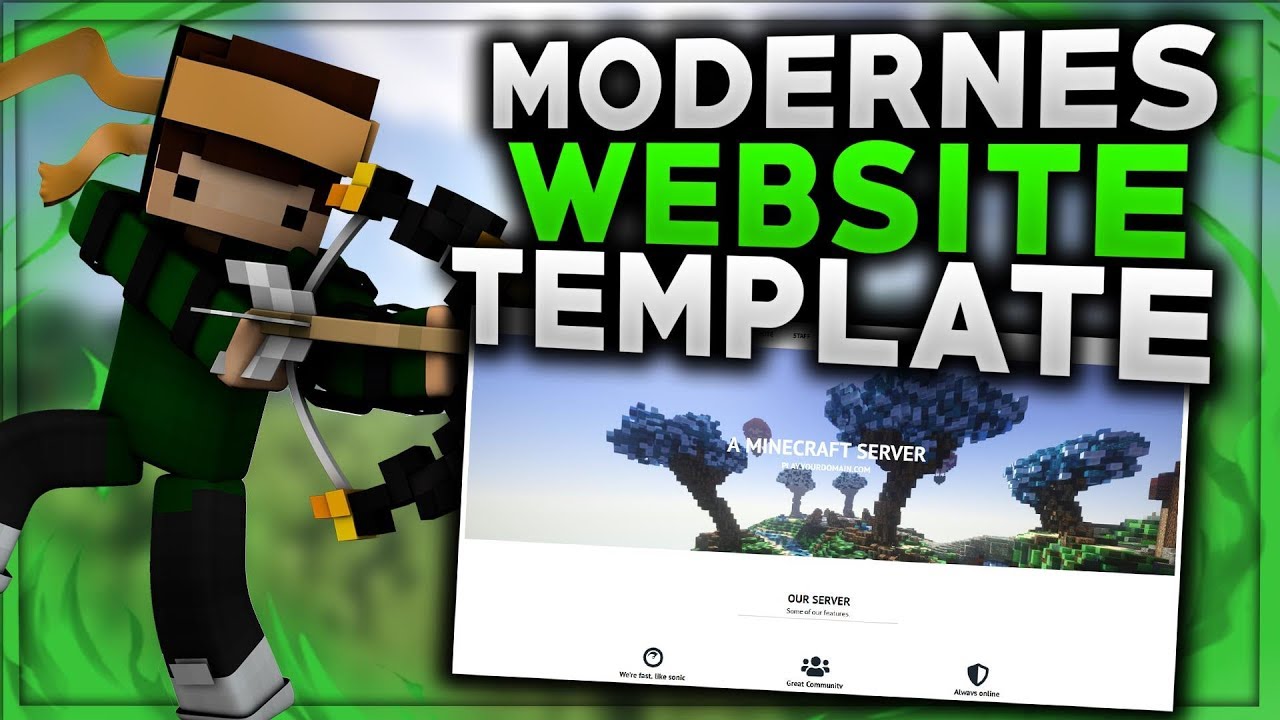 MODERNES
WEBSITE
TEMPLATE
STAFF
A MINECRAFT SERVER
PLAY.YOURDOMAIN.COM
OUR SERVER
Some of our features
We're fast, like sonic
Great Community
Always online